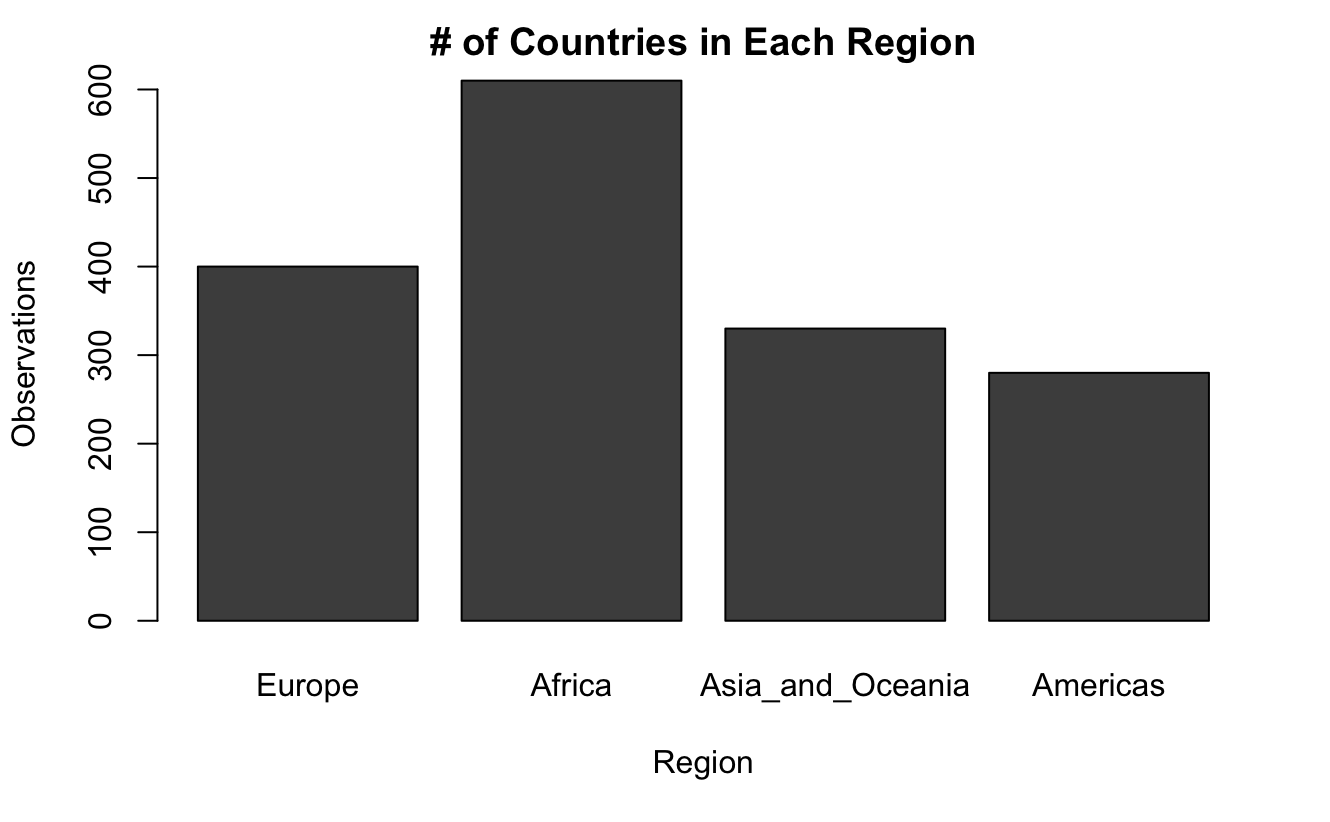 # of Countries in Each Region
Observations
600
500
400
300
200
100
0
Europe Africa Asia_and_Oceania Americas
Region